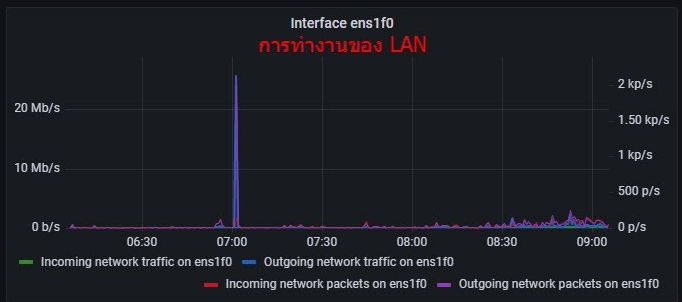 Interface ens1f0
การทำงานของ LAN
20 Mb/s
10 Mb/s
0 b/s
2 kp/s
1.50 kp/s
1 kp/s
500 p/s
0 p/s
06:30 07:00 07:30 08:00 08:30 09:00
Incoming network traffic on ens1f0 Outgoing network traffic on ens1f0
Incoming network packets on ens1f0 Outgoing network packets on ens1f0